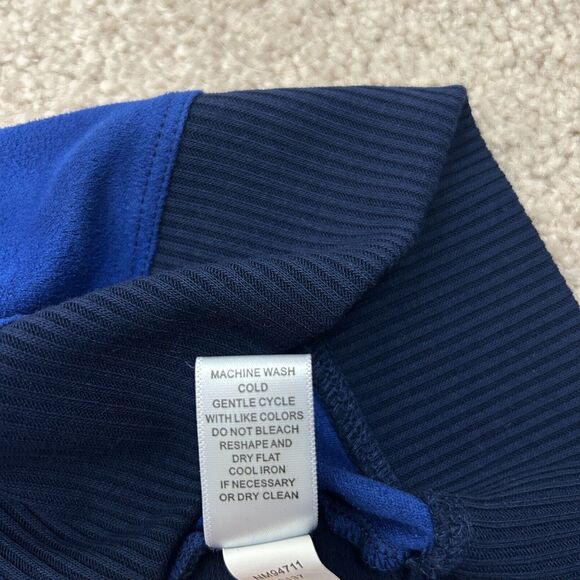 MACHINE WASH
COLD
GENTLE CYCLE
WITH LIKE COLORS
DO NOT BLEACH
RESHAPE AND
DRY FLAT
COOL IRON
IF NECESSARY
OR DRY CLEAN
NM94711